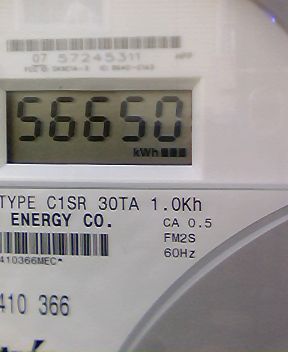 07 57245311
56650
kWh
TYPE C1SR 30TA 1.0Kh
ENERGY CO. CA 0.5
FM2S
60Hz
410366MEC*
410 366